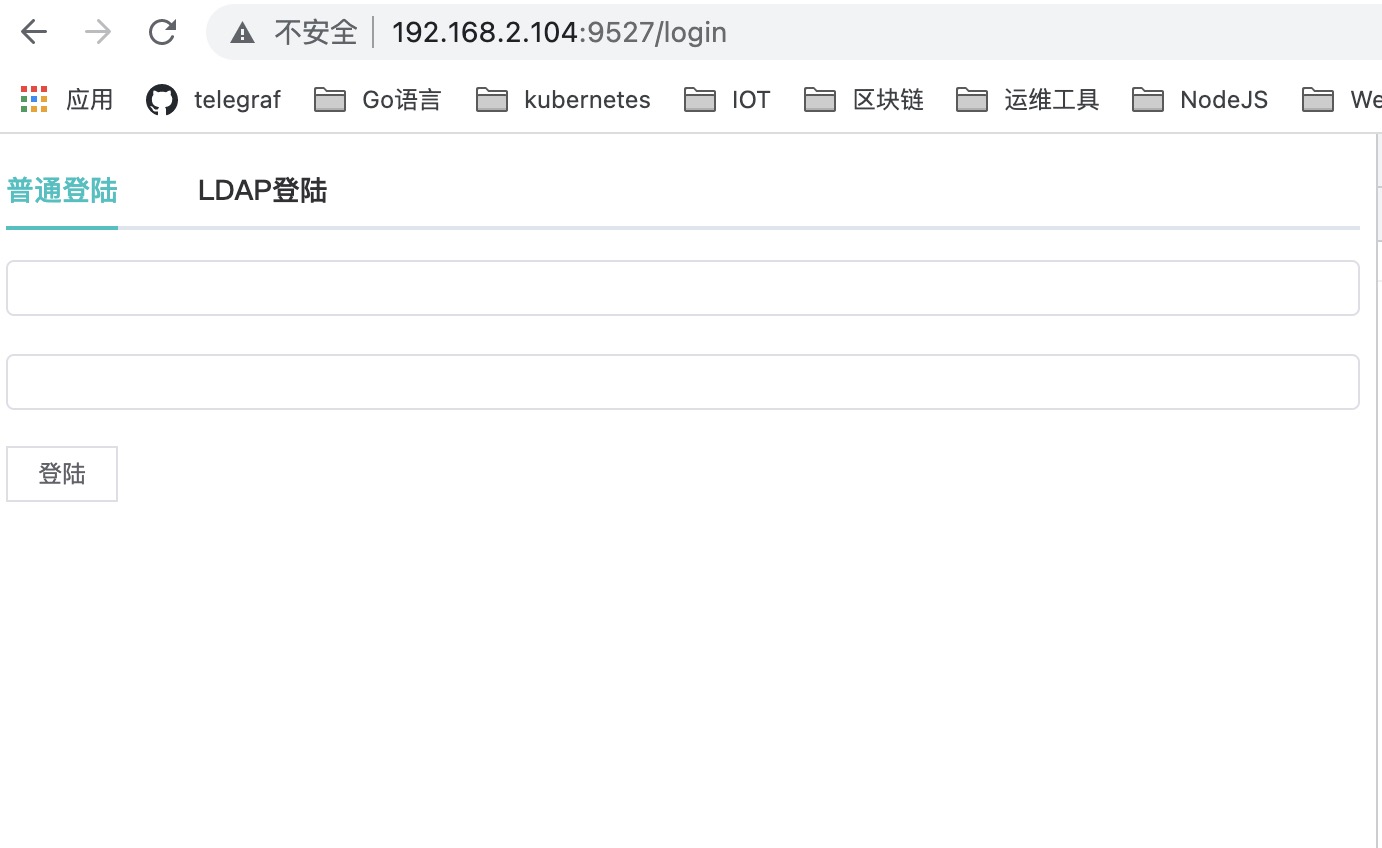 不安全 192.168.2.104:9527/login
应用 telegraf Go语言 kubernetes IOT 区块链 运维工具 NodeJS We
普通登陆 LDAP登陆
登陆